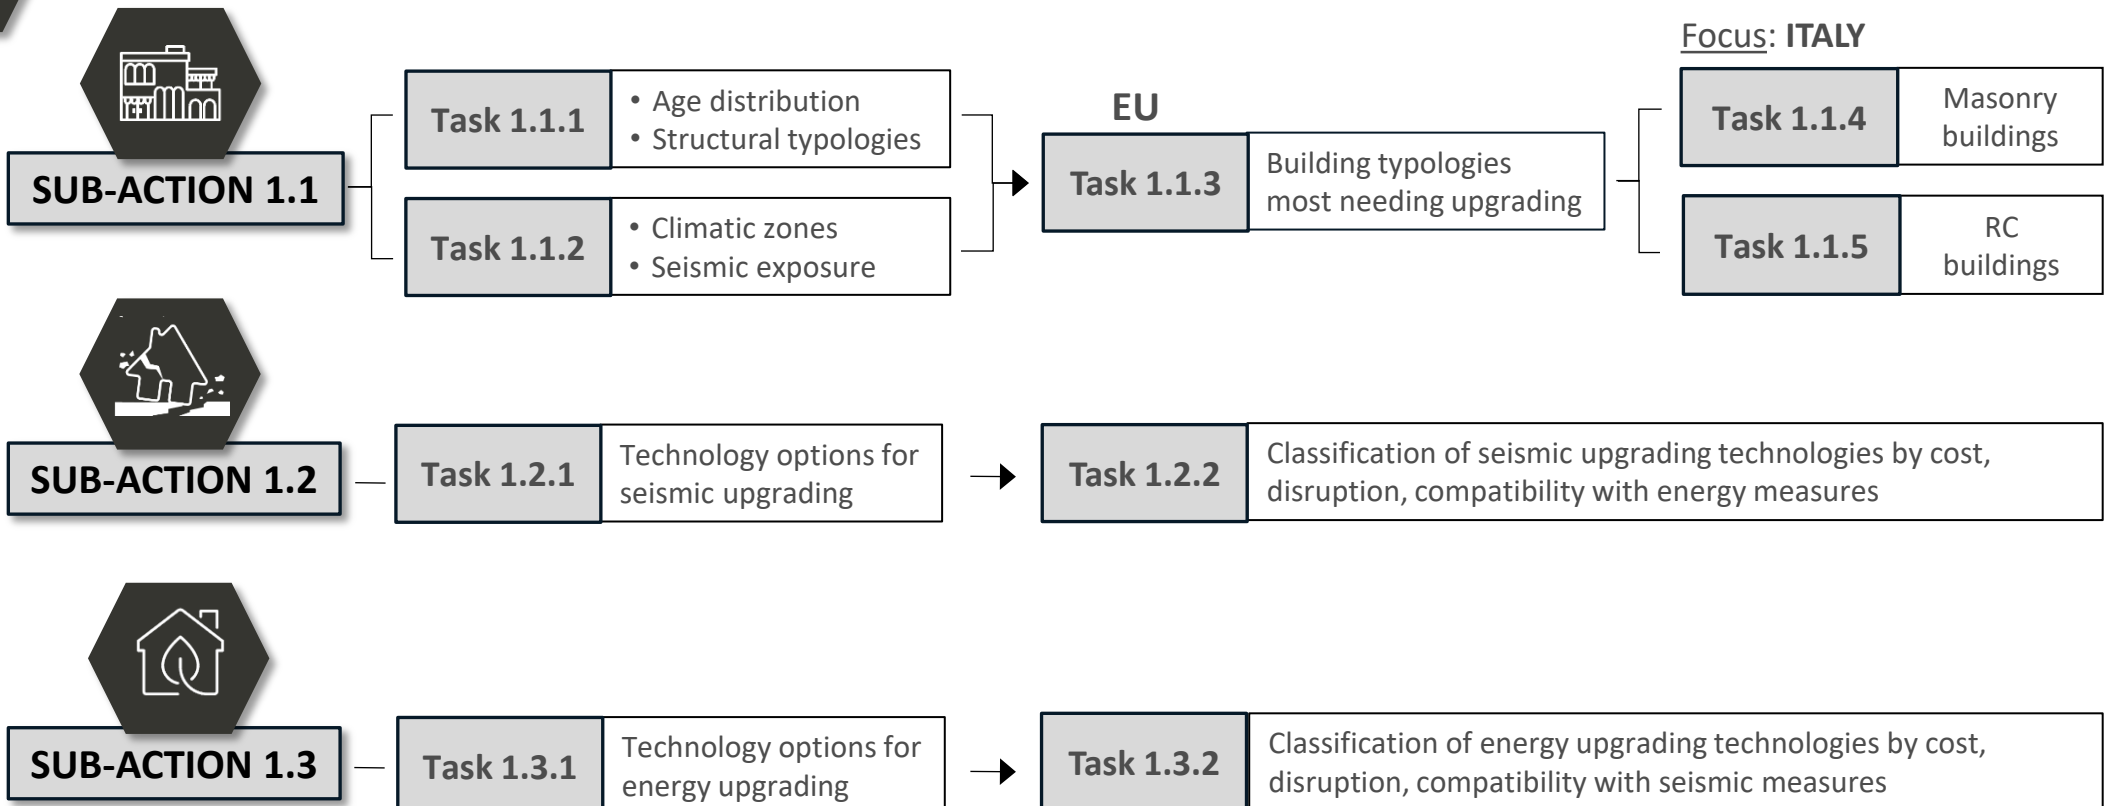 SUB-ACTION 1.1
Task 1.1.1
• Age distribution
• Structural typologies
Task 1.1.2
• Climatic zones
• Seismic exposure
EU
Task 1.1.3
Building typologies
most needing upgrading
Focus: ITALY
Task 1.1.4
Masonry
buildings
Task 1.1.5
RC
buildings
SUB-ACTION 1.2
Task 1.2.1
Technology options for
seismic upgrading
Task 1.2.2
Classification of seismic upgrading technologies by cost,
disruption, compatibility with energy measures
SUB-ACTION 1.3
Task 1.3.1
Technology options for
energy upgrading
Task 1.3.2
Classification of energy upgrading technologies by cost,
disruption, compatibility with seismic measures